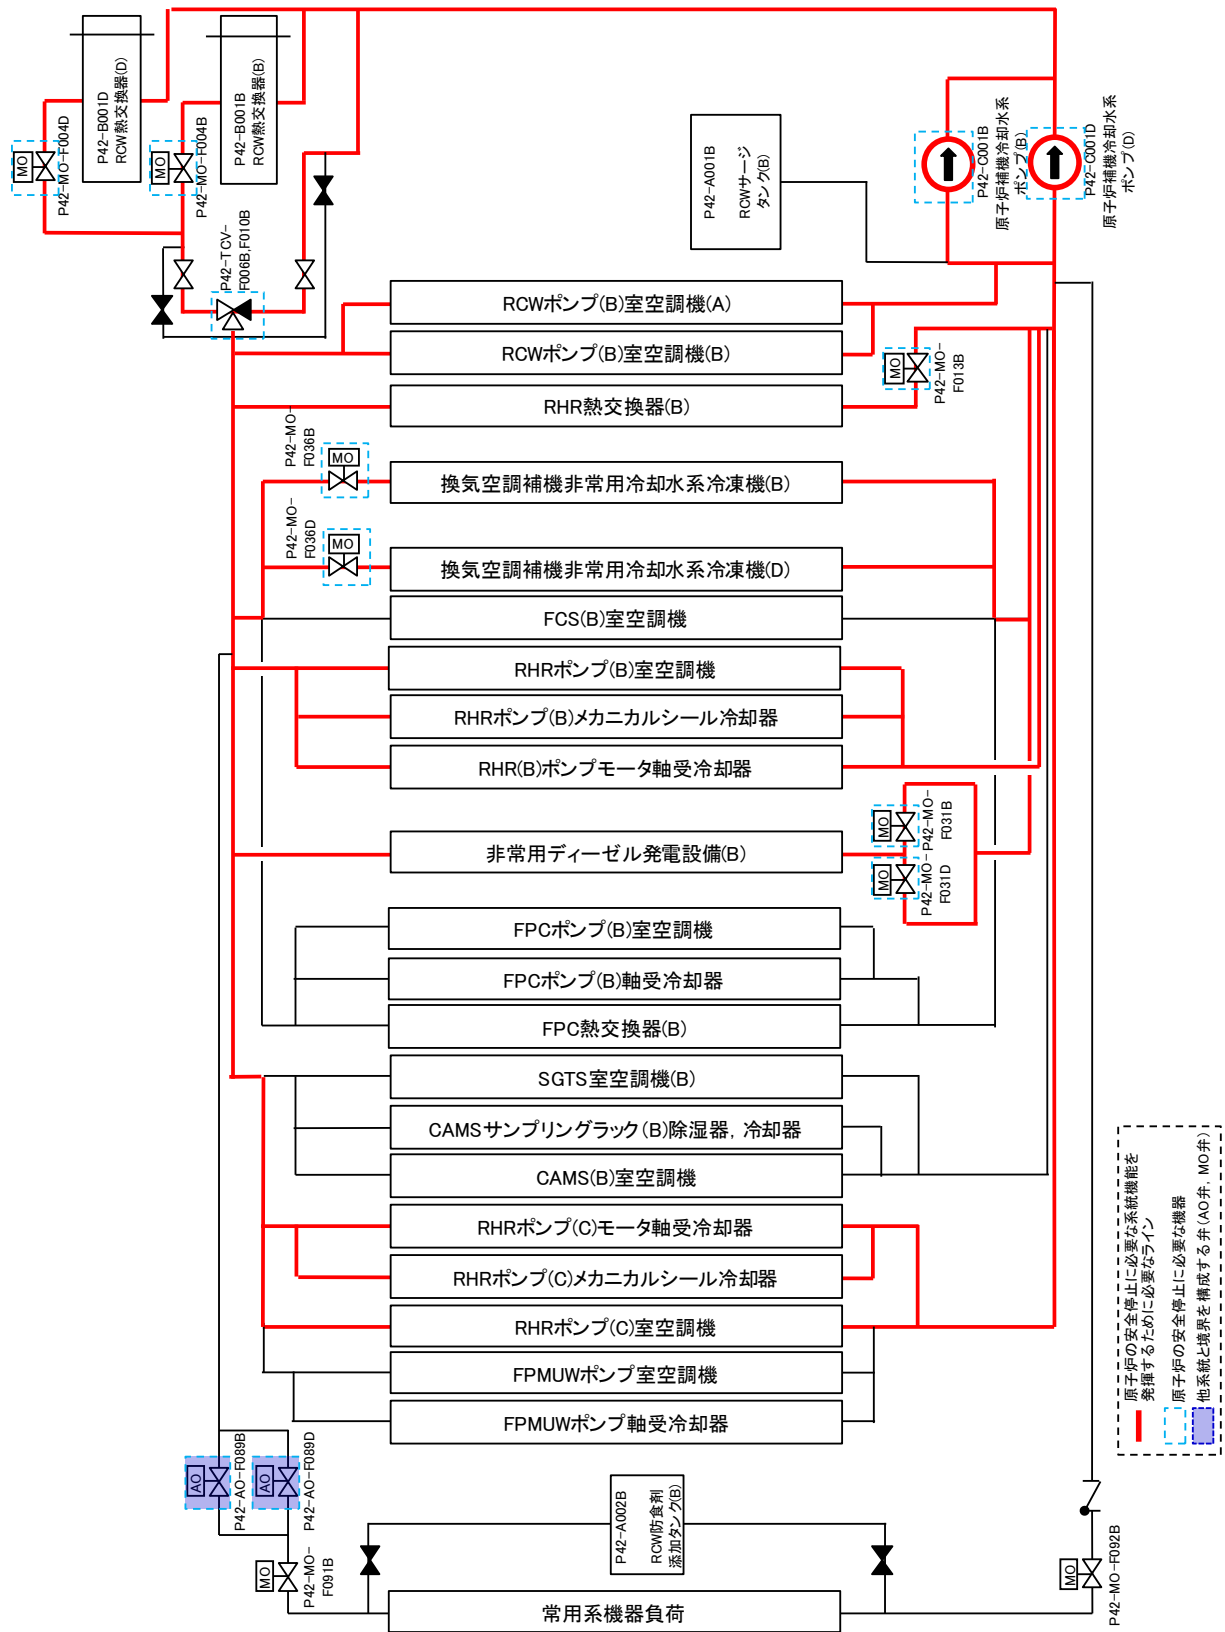 P42-B001D
RCW熱交換器(D)
P42-B001B
RCW熱交換器(B)
MO
P42-MO-F004D
MO
P42-MO-F004B
P42-TCV-
F006B,F010B
P42-A001B
RCWサージ
タンク(B)
P42-C001B
原子炉補機冷却水系
ポンプ(B)
P42-C001D
原子炉補機冷却水系
ポンプ(D)
RCWポンプ(B)室空調機(A)
RCWポンプ(B)室空調機(B)
RHR熱交換器(B)
MO
P42-MO-
F013B
P42-MO-
F036B
MO
換気空調補機非常用冷却水系冷凍機(B)
P42-MO-
F036D
MO
換気空調補機非常用冷却水系冷凍機(D)
FCS(B)室空調機
RHRポンプ(B)室空調機
RHRポンプ(B)メカニカルシール冷却器
RHR(B)ポンプモータ軸受冷却器
非常用ディーゼル発電設備(B)
MO
P42-MO-
F031B
MO
P42-MO-
F031D
FPCポンプ(B)室空調機
FPCポンプ(B)軸受冷却器
FPC熱交換器(B)
SGTS室空調機(B)
CAMSサンプリングラック(B)除湿器，冷却器
CAMS(B)室空調機
RHRポンプ(C)モータ軸受冷却器
RHRポンプ(C)メカニカルシール冷却器
RHRポンプ(C)室空調機
FPMUWポンプ室空調機
FPMUWポンプ軸受冷却器
AO
P42-AO-F089B
AO
P42-AO-F089D
MO
P42-MO-
F091B
P42-A002B
RCW防食剤
添加タンク(B)
常用系機器負荷
MO
P42-MO-F092B
原子炉の安全停止に必要な系統機能を
発揮するために必要なライン
原子炉の安全停止に必要な機器
他系統と境界を構成する弁(AO弁，MO弁)